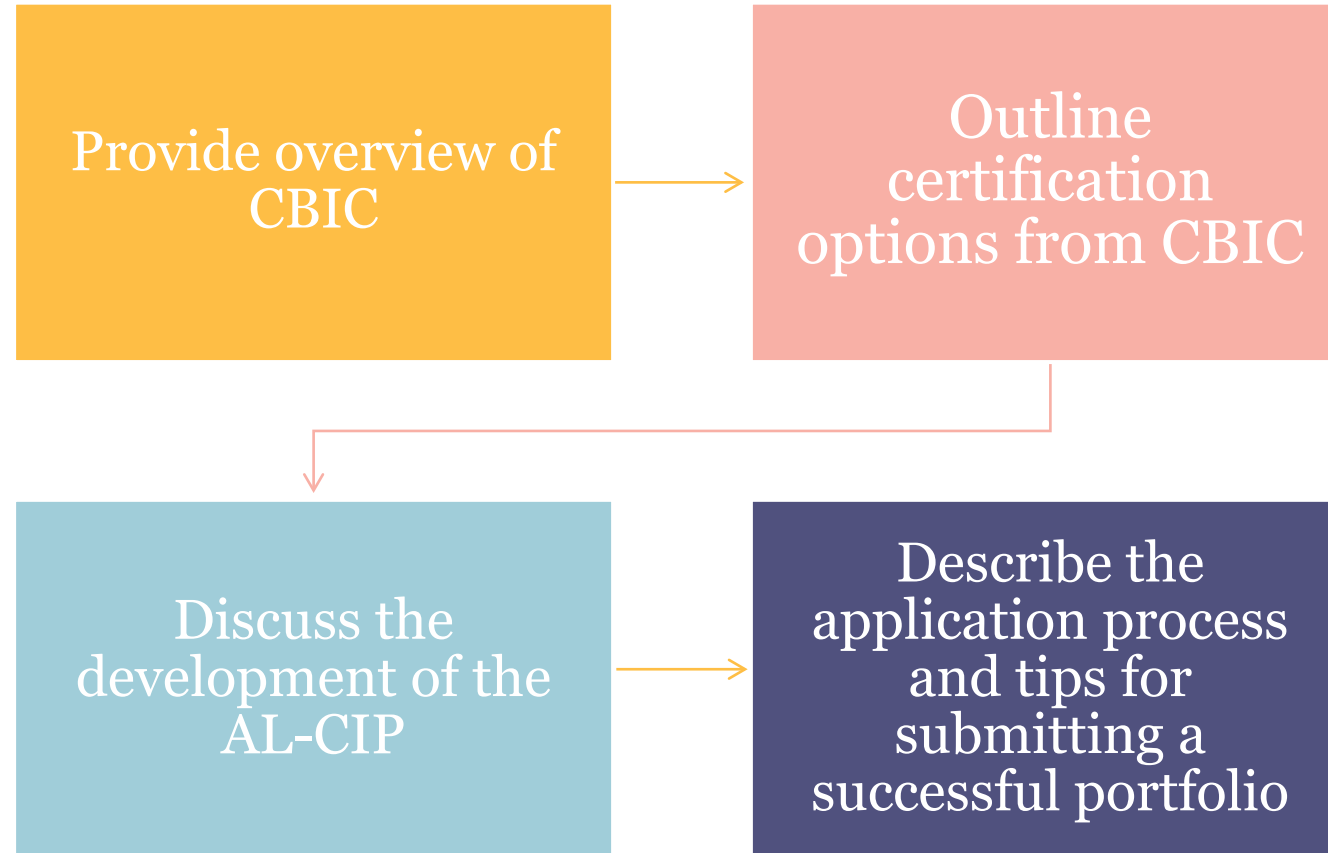 Provide overview of
CBIC
Outline
certification
options from CBIC
Discuss the
development of the
AL-CIP
Describe the
application process
and tips for
submitting a
successful portfolio